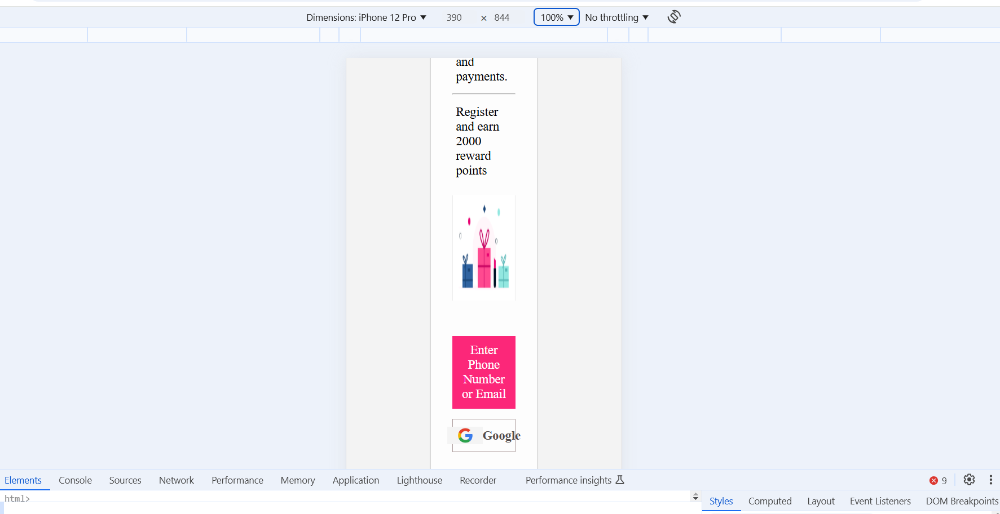 Dimensions: iPhone 12 Pro ▼ 390 × 844 100% ▼ No throttling ▼
and
payments.
Register
and earn
2000
reward
points
Enter
Phone
Number
or Email
Google
Elements Console Sources Network Performance Memory Application Lighthouse Recorder Performance insights 9
html>
Styles Computed Layout Event Listeners DOM Breakpoints